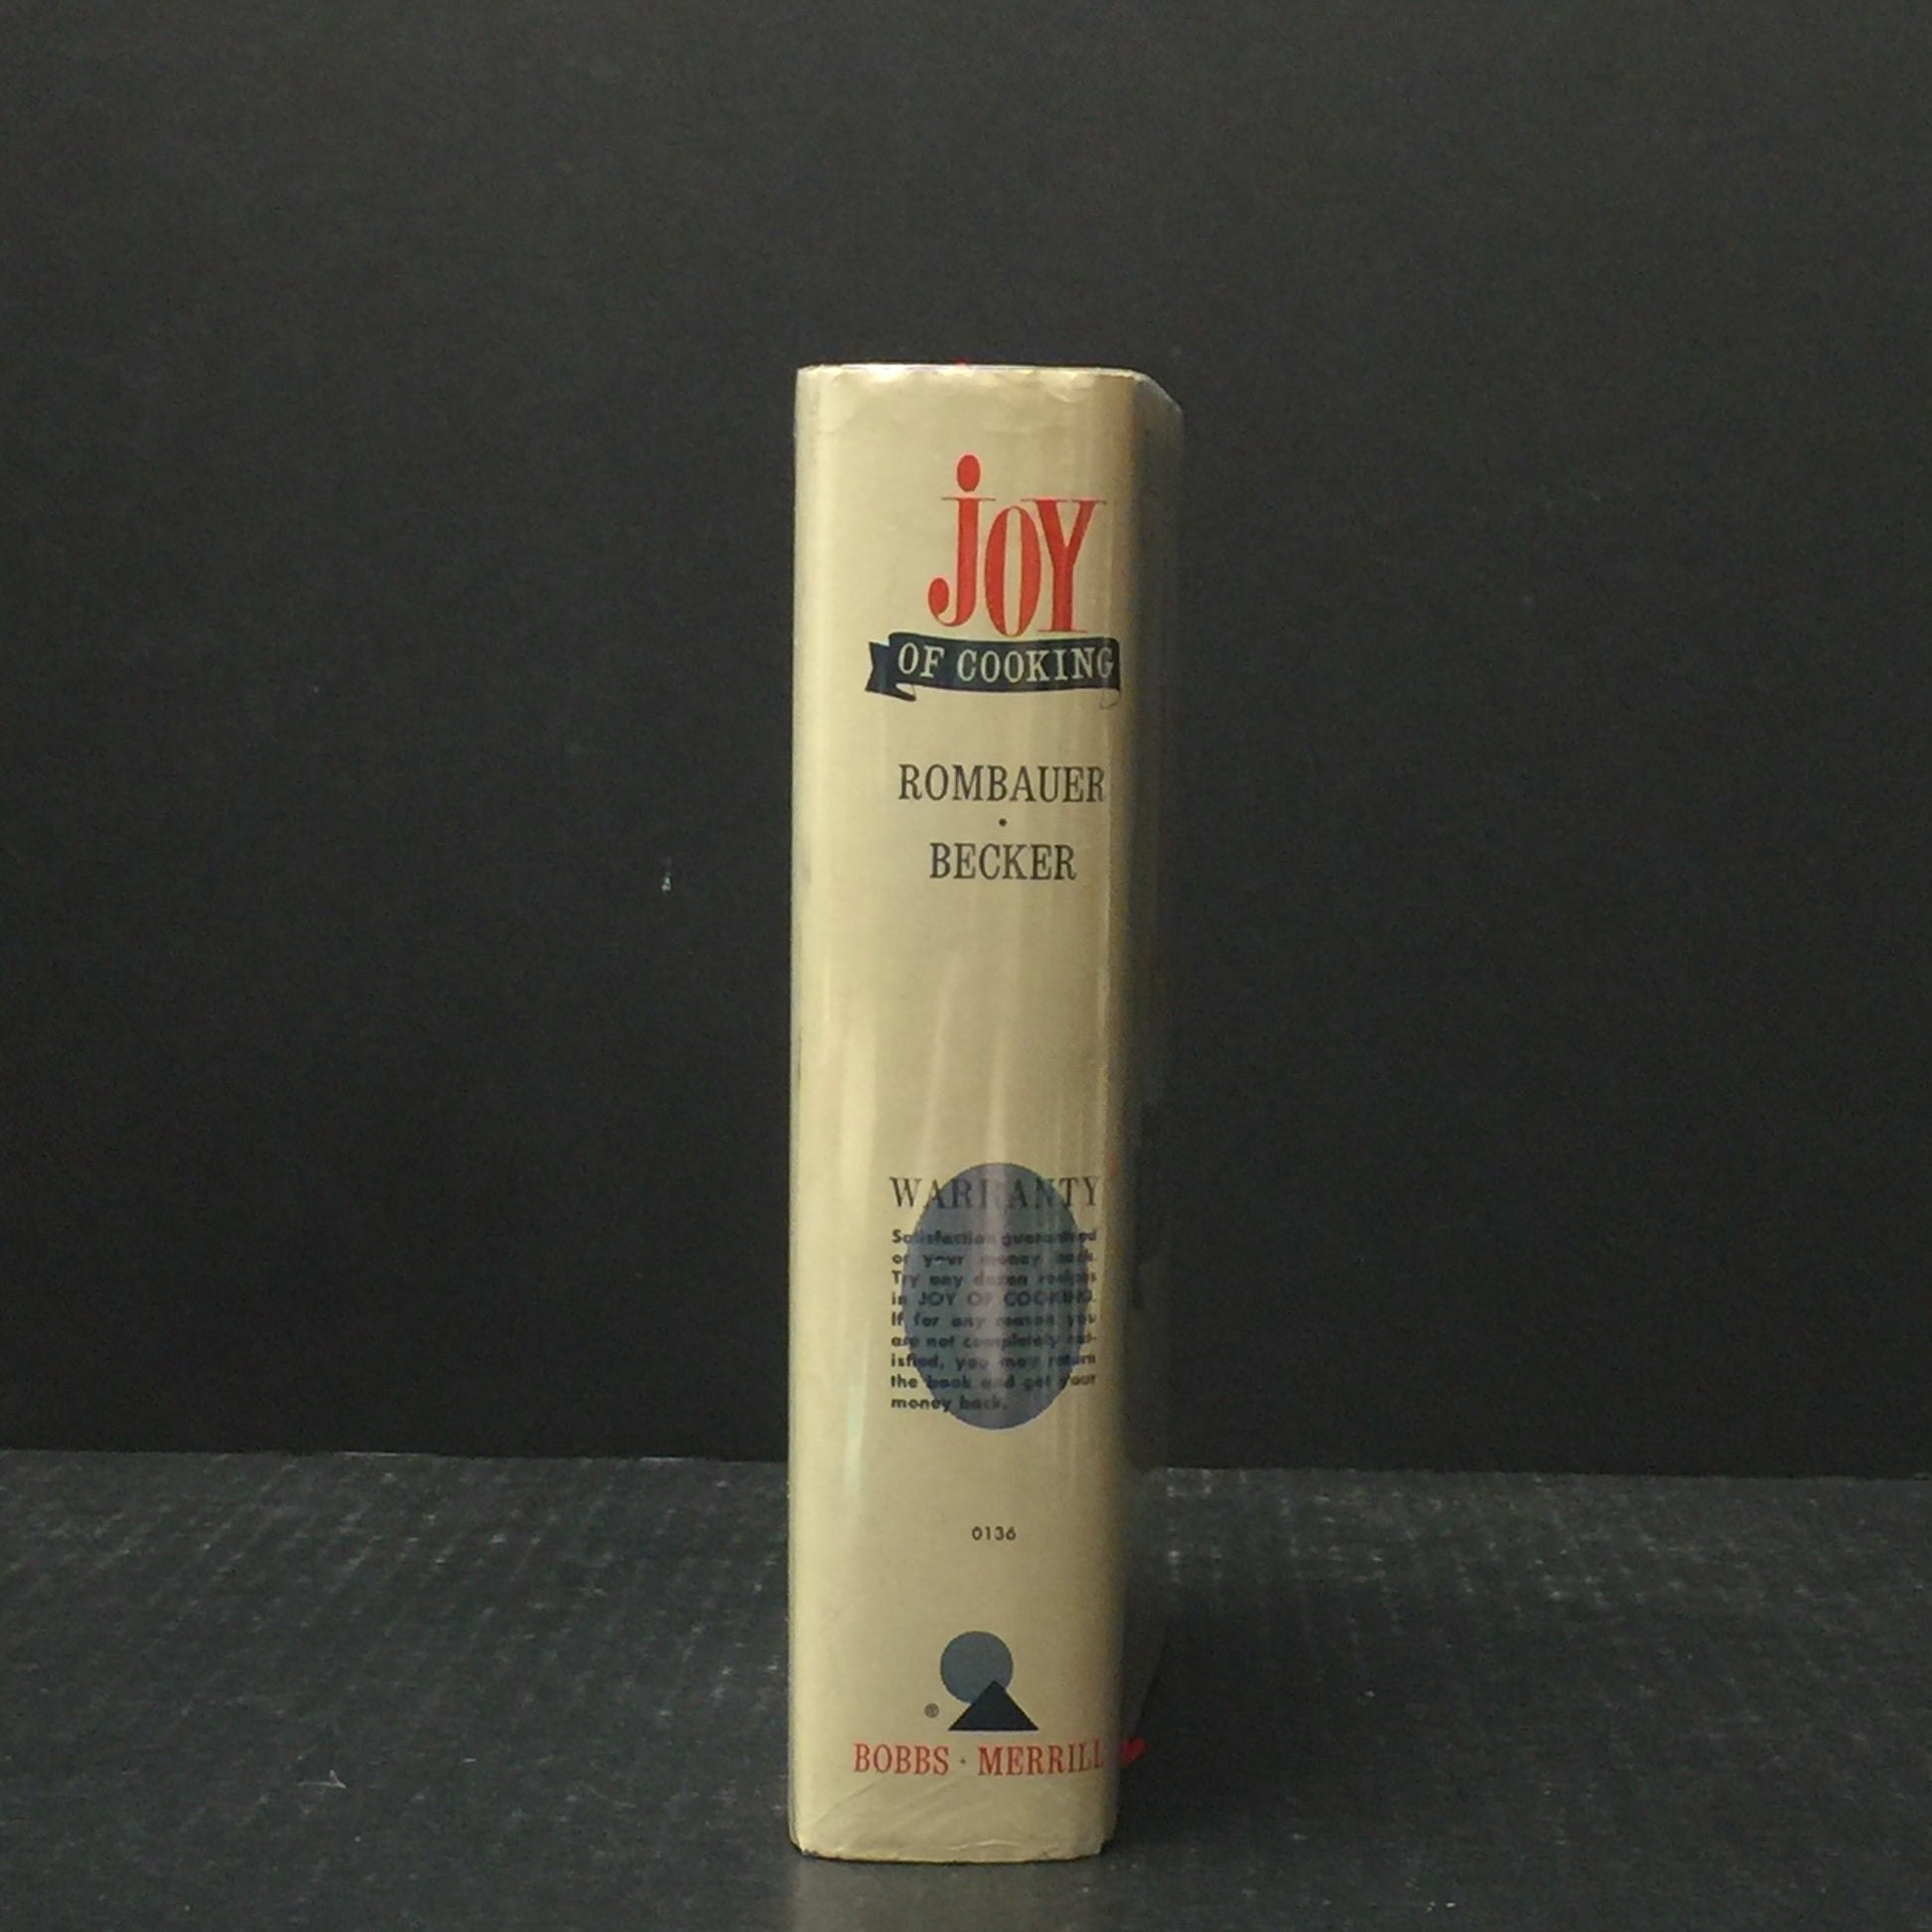 joy
OF COOKING
ROMBAUER
•
BECKER
WARRANTY
Satisfaction guaranteed
or your money back.
Try any dozen recipes
in JOY OF COOKING.
If for any reason you
are not completely sat-
isfied, you may return
the book and get your
money back.
0136
®
BOBBS · MERRILL